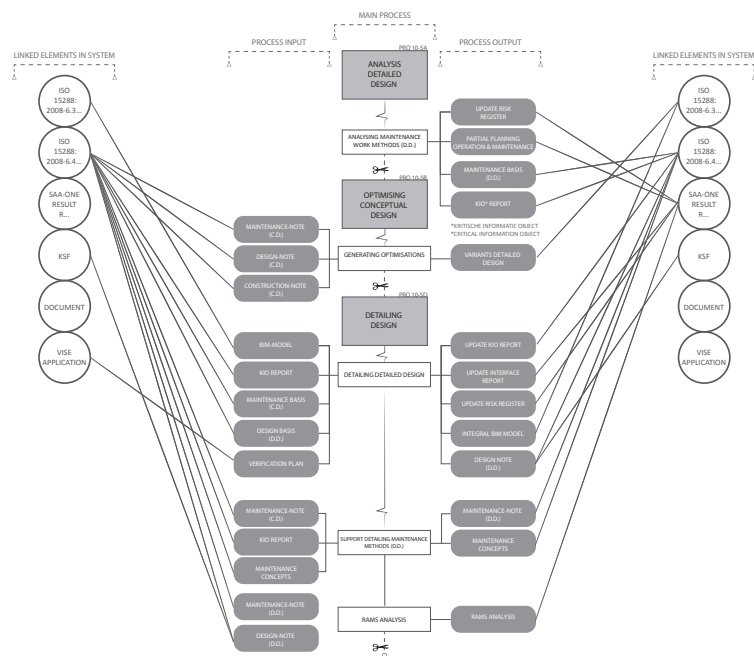 MAIN PROCESS
LINKED ELEMENTS IN SYSTEM
PROCESS INPUT
PROCESS OUTPUT
LINKED ELEMENTS IN SYSTEM
ISO
15288:
2008-6.3...
ISO
15288:
2008-6.4...
SAA-ONE
RESULT
R...
KSF
DOCUMENT
VISE
APPLICATION
MAINTENANCE-NOTE
(C.D.)
DESIGN-NOTE
(C.D.)
CONSTRUCTION-NOTE
(C.D.)
BIM-MODEL
KIO REPORT
MAINTENANCE BASIS
(C.D.)
DESIGN BASIS
(D.D.)
VERIFICATION PLAN
MAINTENANCE-NOTE
(C.D.)
KIO REPORT
MAINTENANCE
CONCEPTS
MAINTENANCE-NOTE
(D.D.)
DESIGN-NOTE
(D.D.)
PRO 10-5A
ANALYSIS
DETAILED
DESIGN
ANALYSING MAINTENANCE
WORK METHODS (D.D.)
PRO 10-5B
OPTIMISING
CONCEPTUAL
DESIGN
GENERATING OPTIMISATIONS
PRO 10-5D
DETAILING
DESIGN
DETAILING DETAILED DESIGN
SUPPORT DETAILING MAINTENANCE
METHODS (D.D.)
RAMS ANALYSIS
UPDATE RISK
REGISTER
PARTIAL PLANNING
OPERATION & MAINTENANCE
MAINTENANCE BASIS
(D.D.)
KIO* REPORT
*KRITISCHE INFORMATIE OBJECT
*CRITICAL INFORMATION OBJECT
VARIANTS DETAILED
DESIGN
UPDATE KIO REPORT
UPDATE INTERFACE
REPORT
UPDATE RISK REGISTER
INTEGRAL BIM MODEL
DESIGN NOTE
(D.D.)
MAINTENANCE-NOTE
(D.D.)
MAINTENANCE
CONCEPTS
RAMS ANALYSIS
ISO
15288:
2008-6.3...
ISO
15288:
2008-6.4...
SAA-ONE
RESULT
R...
KSF
DOCUMENT
VISE
APPLICATION